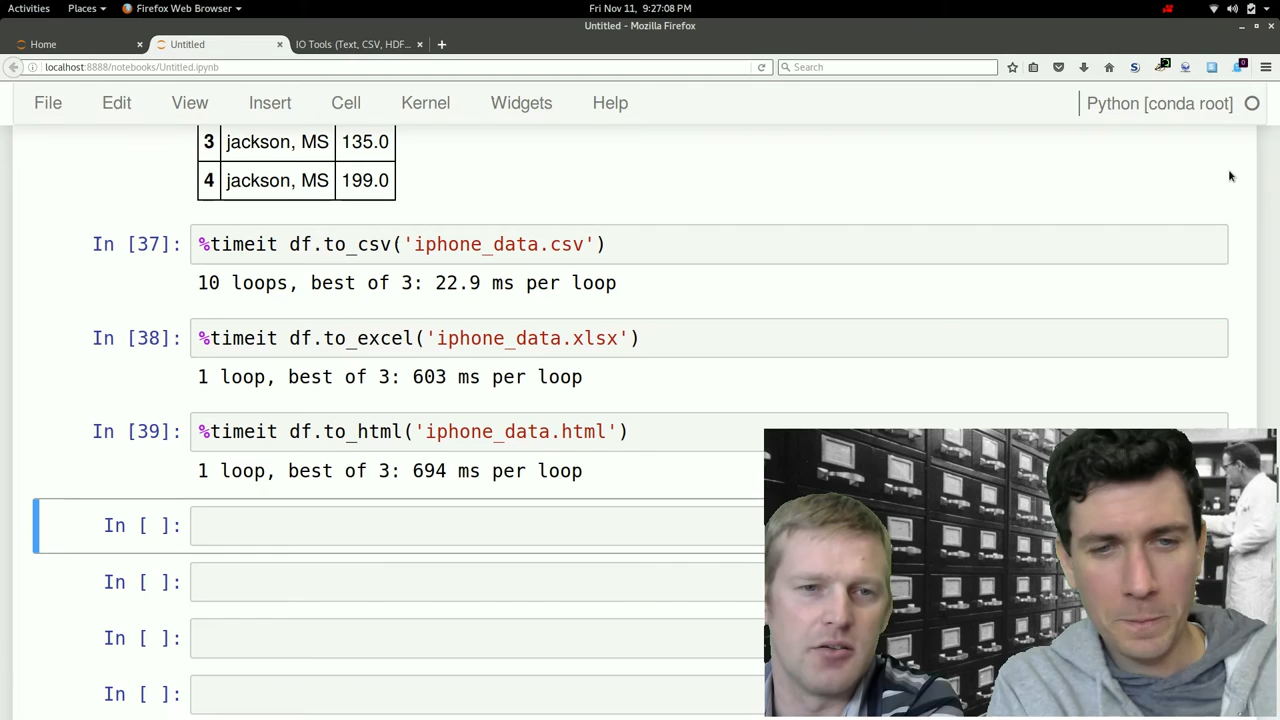 Activities Places Firefox Web Browser Fri Nov 11, 9:27:08 PM
Untitled - Mozilla Firefox
Home Untitled IO Tools (Text, CSV, HDF...
localhost:8888/notebooks/Untitled.ipynb Search
File Edit View Insert Cell Kernel Widgets Help Python [conda root]
3 jackson, MS 135.0
4 jackson, MS 199.0
In [37]: %timeit df.to_csv('iphone_data.csv')
10 loops, best of 3: 22.9 ms per loop
In [38]: %timeit df.to_excel('iphone_data.xlsx')
1 loop, best of 3: 603 ms per loop
In [39]: %timeit df.to_html('iphone_data.html')
1 loop, best of 3: 694 ms per loop
In [ ]:
In [ ]:
In [ ]:
In [ ]: